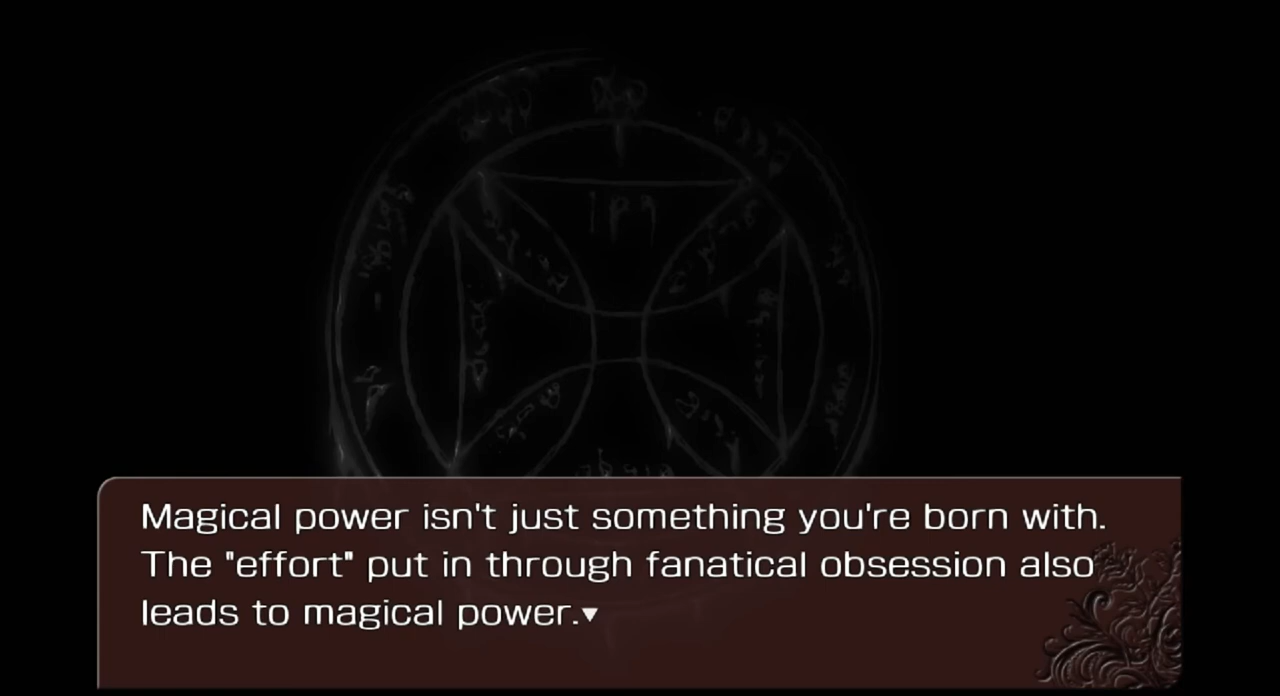 Magical power isn't just something you're born with.
The "effort" put in through fanatical obsession also
leads to magical power.▼